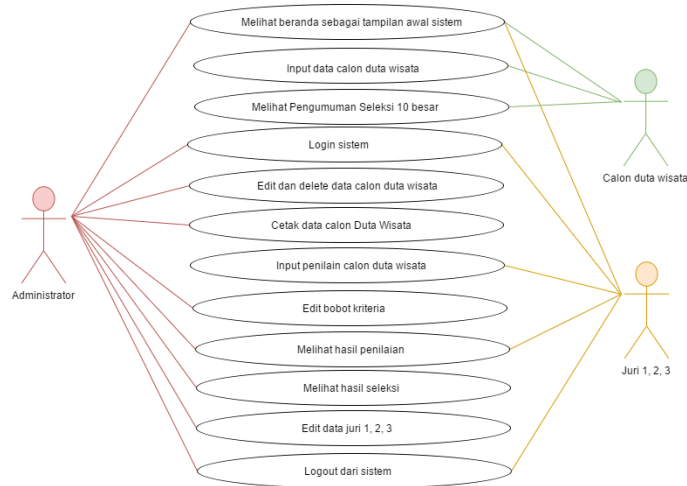 Melihat beranda sebagai tampilan awal sistem
Input data calon duta wisata
Melihat Pengumuman Seleksi 10 besar
Login sistem
Calon duta wisata
Edit dan delete data calon duta wisata
Cetak data calon Duta Wisata
Input penilain calon duta wisata
Administrator
Edit bobot kriteria
Melihat hasil penilaian
Juri 1, 2, 3
Melihat hasil seleksi
Edit data juri 1, 2, 3
Logout dari sistem